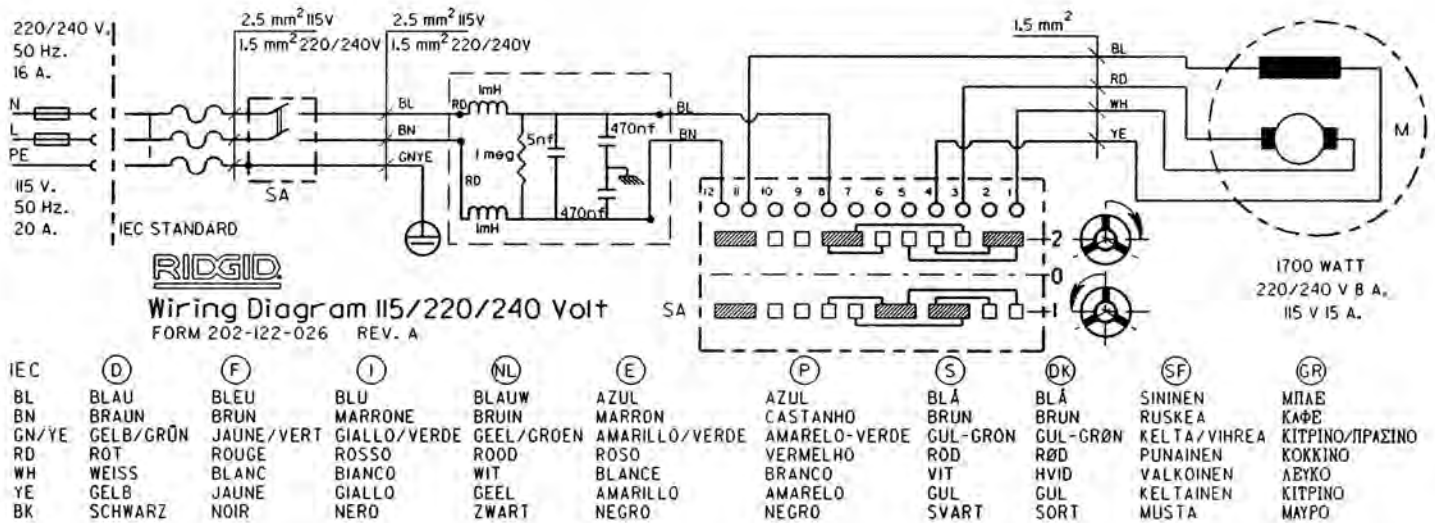 220/240 V.
50 Hz.
16 A.
N
L
PE
115 V.
50 Hz.
20 A.
IEC STANDARD
2.5 mm² 115V
1.5 mm² 220/240V
SA
2.5 mm² 115V
1.5 mm² 220/240V
BL
BN
GNYE
RD
1mH
1 meg
5nf
470nf
RD
1mH
470nf
BL
BN
1.5 mm²
BL
RD
WH
YE
M
12 11 10 9 8 7 6 5 4 3 2 1
2
0
SA
1
1700 WATT
220/240 V 8 A.
115 V 15 A.
RIDGID
Wiring Diagram 115/220/240 Volt
FORM 202-122-026 REV. A
IEC D F I NL E P S DK SF GR
BL BLAU BLEU BLU BLAUW AZUL AZUL BLÅ BLÅ SININEN ΜΠΛΕ
BN BRAUN BRUN MARRONE BRUIN MARRON CASTANHO BRUN BRUN RUSKEA ΚΑΦΕ
GN/YE GELB/GRÜN JAUNE/VERT GIALLO/VERDE GEEL/GROEN AMARILLO/VERDE AMARELO-VERDE GUL-GRÖN GUL-GRØN KELTA/VIHREA ΚΙΤΡΙΝΟ/ΠΡΑΣΙΝΟ
RD ROT ROUGE ROSSO ROOD ROSO VERMELHO RÖD RØD PUNAINEN ΚΟΚΚΙΝΟ
WH WEISS BLANC BIANCO WIT BLANCE BRANCO VIT HVID VALKOINEN ΛΕΥΚΟ
YE GELB JAUNE GIALLO GEEL AMARILLO AMARELO GUL GUL KELTAINEN ΚΙΤΡΙΝΟ
BK SCHWARZ NOIR NERO ZWART NEGRO NEGRO SVART SORT MUSTA ΜΑΥΡΟ